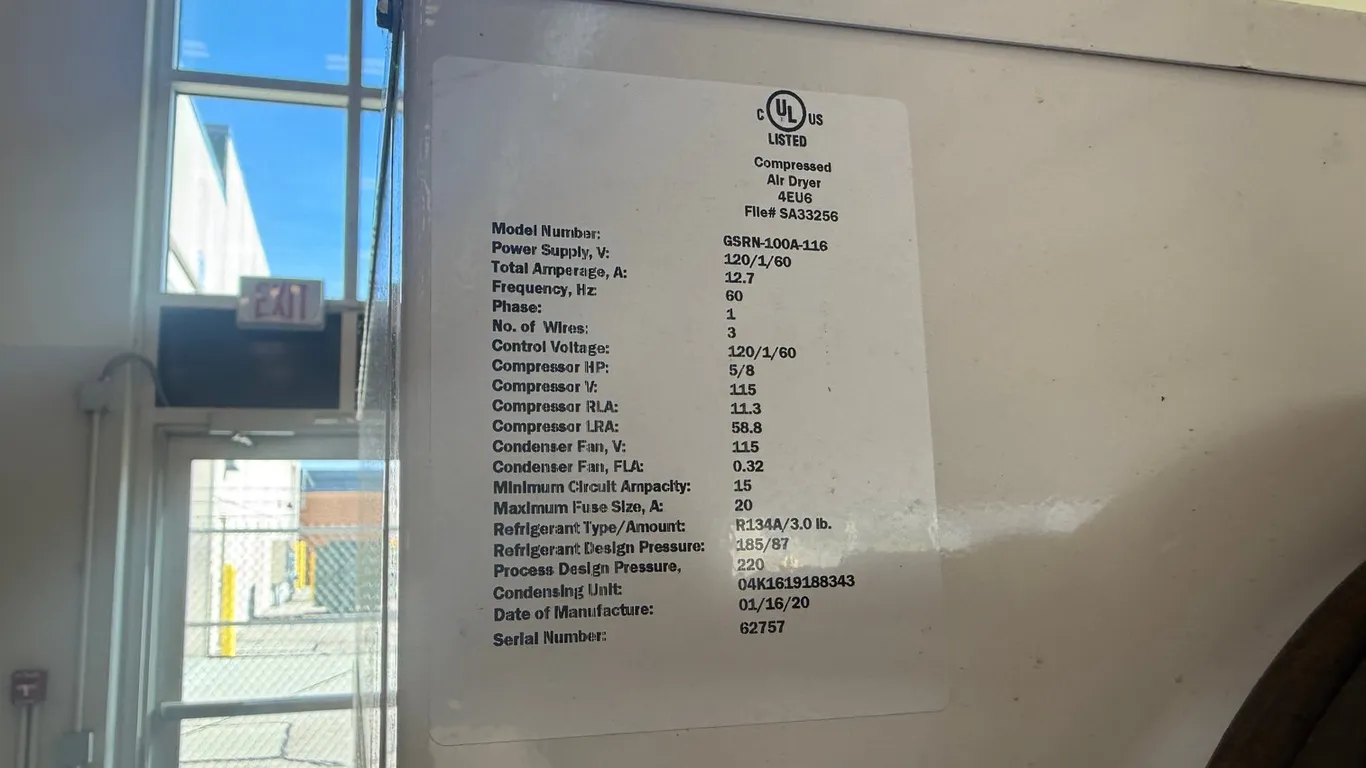 C UL US
LISTED
Compressed
Air Dryer
4EU6
File# SA33256
Model Number: GSRN-100A-116
Power Supply, V: 120/1/60
Total Amperage, A: 12.7
Frequency, Hz: 60
Phase: 1
No. of Wires: 3
Control Voltage: 120/1/60
Compressor HP: 5/8
Compressor V: 115
Compressor RLA: 11.3
Compressor LRA: 58.8
Condenser Fan, V: 115
Condenser Fan, FLA: 0.32
Minimum Circuit Ampacity: 15
Maximum Fuse Size, A: 20
Refrigerant Type/Amount: R134A/3.0 lb.
Refrigerant Design Pressure: 185/87
Process Design Pressure, 220
Condensing Unit: 04K1619188343
Date of Manufacture: 01/16/20
Serial Number: 62757
EXIT